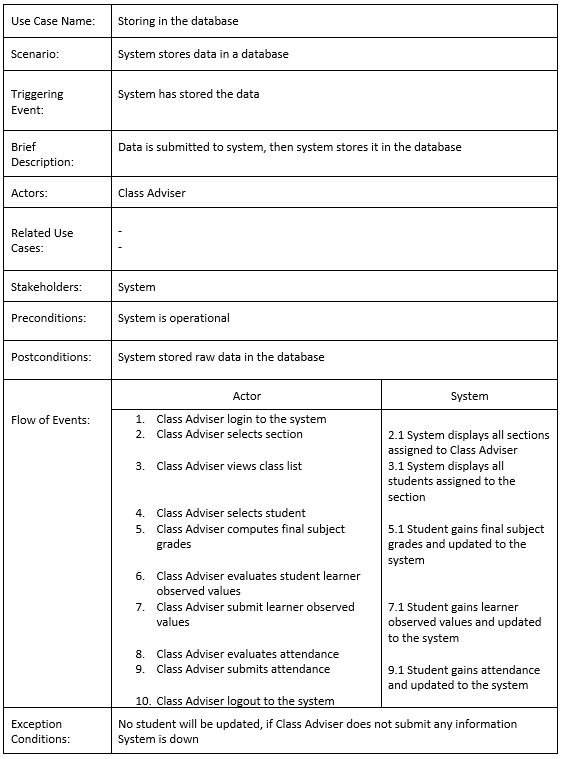 Use Case Name: Storing in the database
Scenario: System stores data in a database
Triggering System has stored the data
Event:
Brief Data is submitted to system, then system stores it in the database
Description:
Actors: Class Adviser
Related Use -
Cases: -
Stakeholders: System
Preconditions: System is operational
Postconditions: System stored raw data in the database
Flow of Events:
Actor
1. Class Adviser login to the system
2. Class Adviser selects section
3. Class Adviser views class list
4. Class Adviser selects student
5. Class Adviser computes final subject
grades
6. Class Adviser evaluates student learner
observed values
7. Class Adviser submit learner observed
values
8. Class Adviser evaluates attendance
9. Class Adviser submits attendance
10. Class Adviser logout to the system
System
2.1 System displays all sections
assigned to Class Adviser
3.1 System displays all
students assigned to the
section
5.1 Student gains final subject
grades and updated to the
system
7.1 Student gains learner
observed values and updated
to the system
9.1 Student gains attendance
and updated to the system
Exception No student will be updated, if Class Adviser does not submit any information
Conditions: System is down